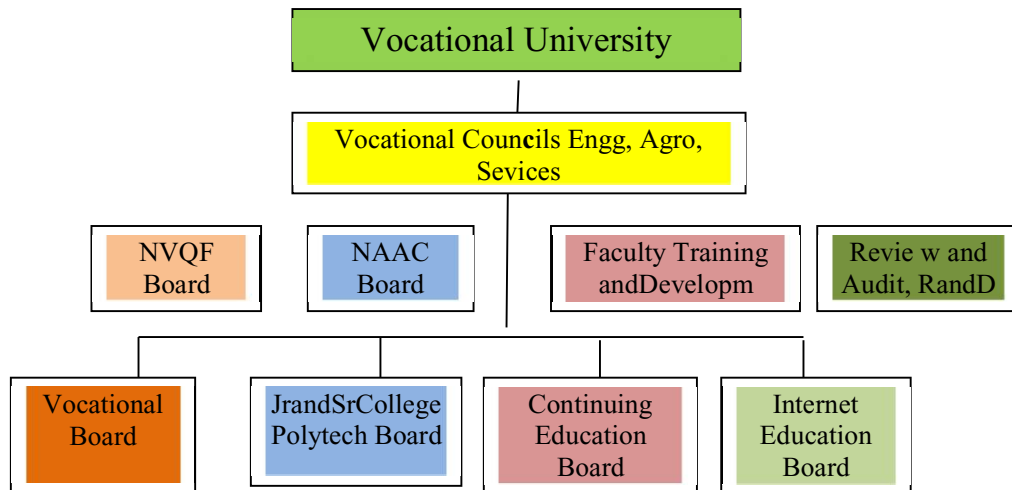 Vocational University
Vocational Councils Engg, Agro,
Sevices
NVQF
Board
NAAC
Board
Faculty Training
andDevelopm
Revie w and
Audit, RandD
Vocational
Board
JrandSrCollege
Polytech Board
Continuing
Education
Board
Internet
Education
Board